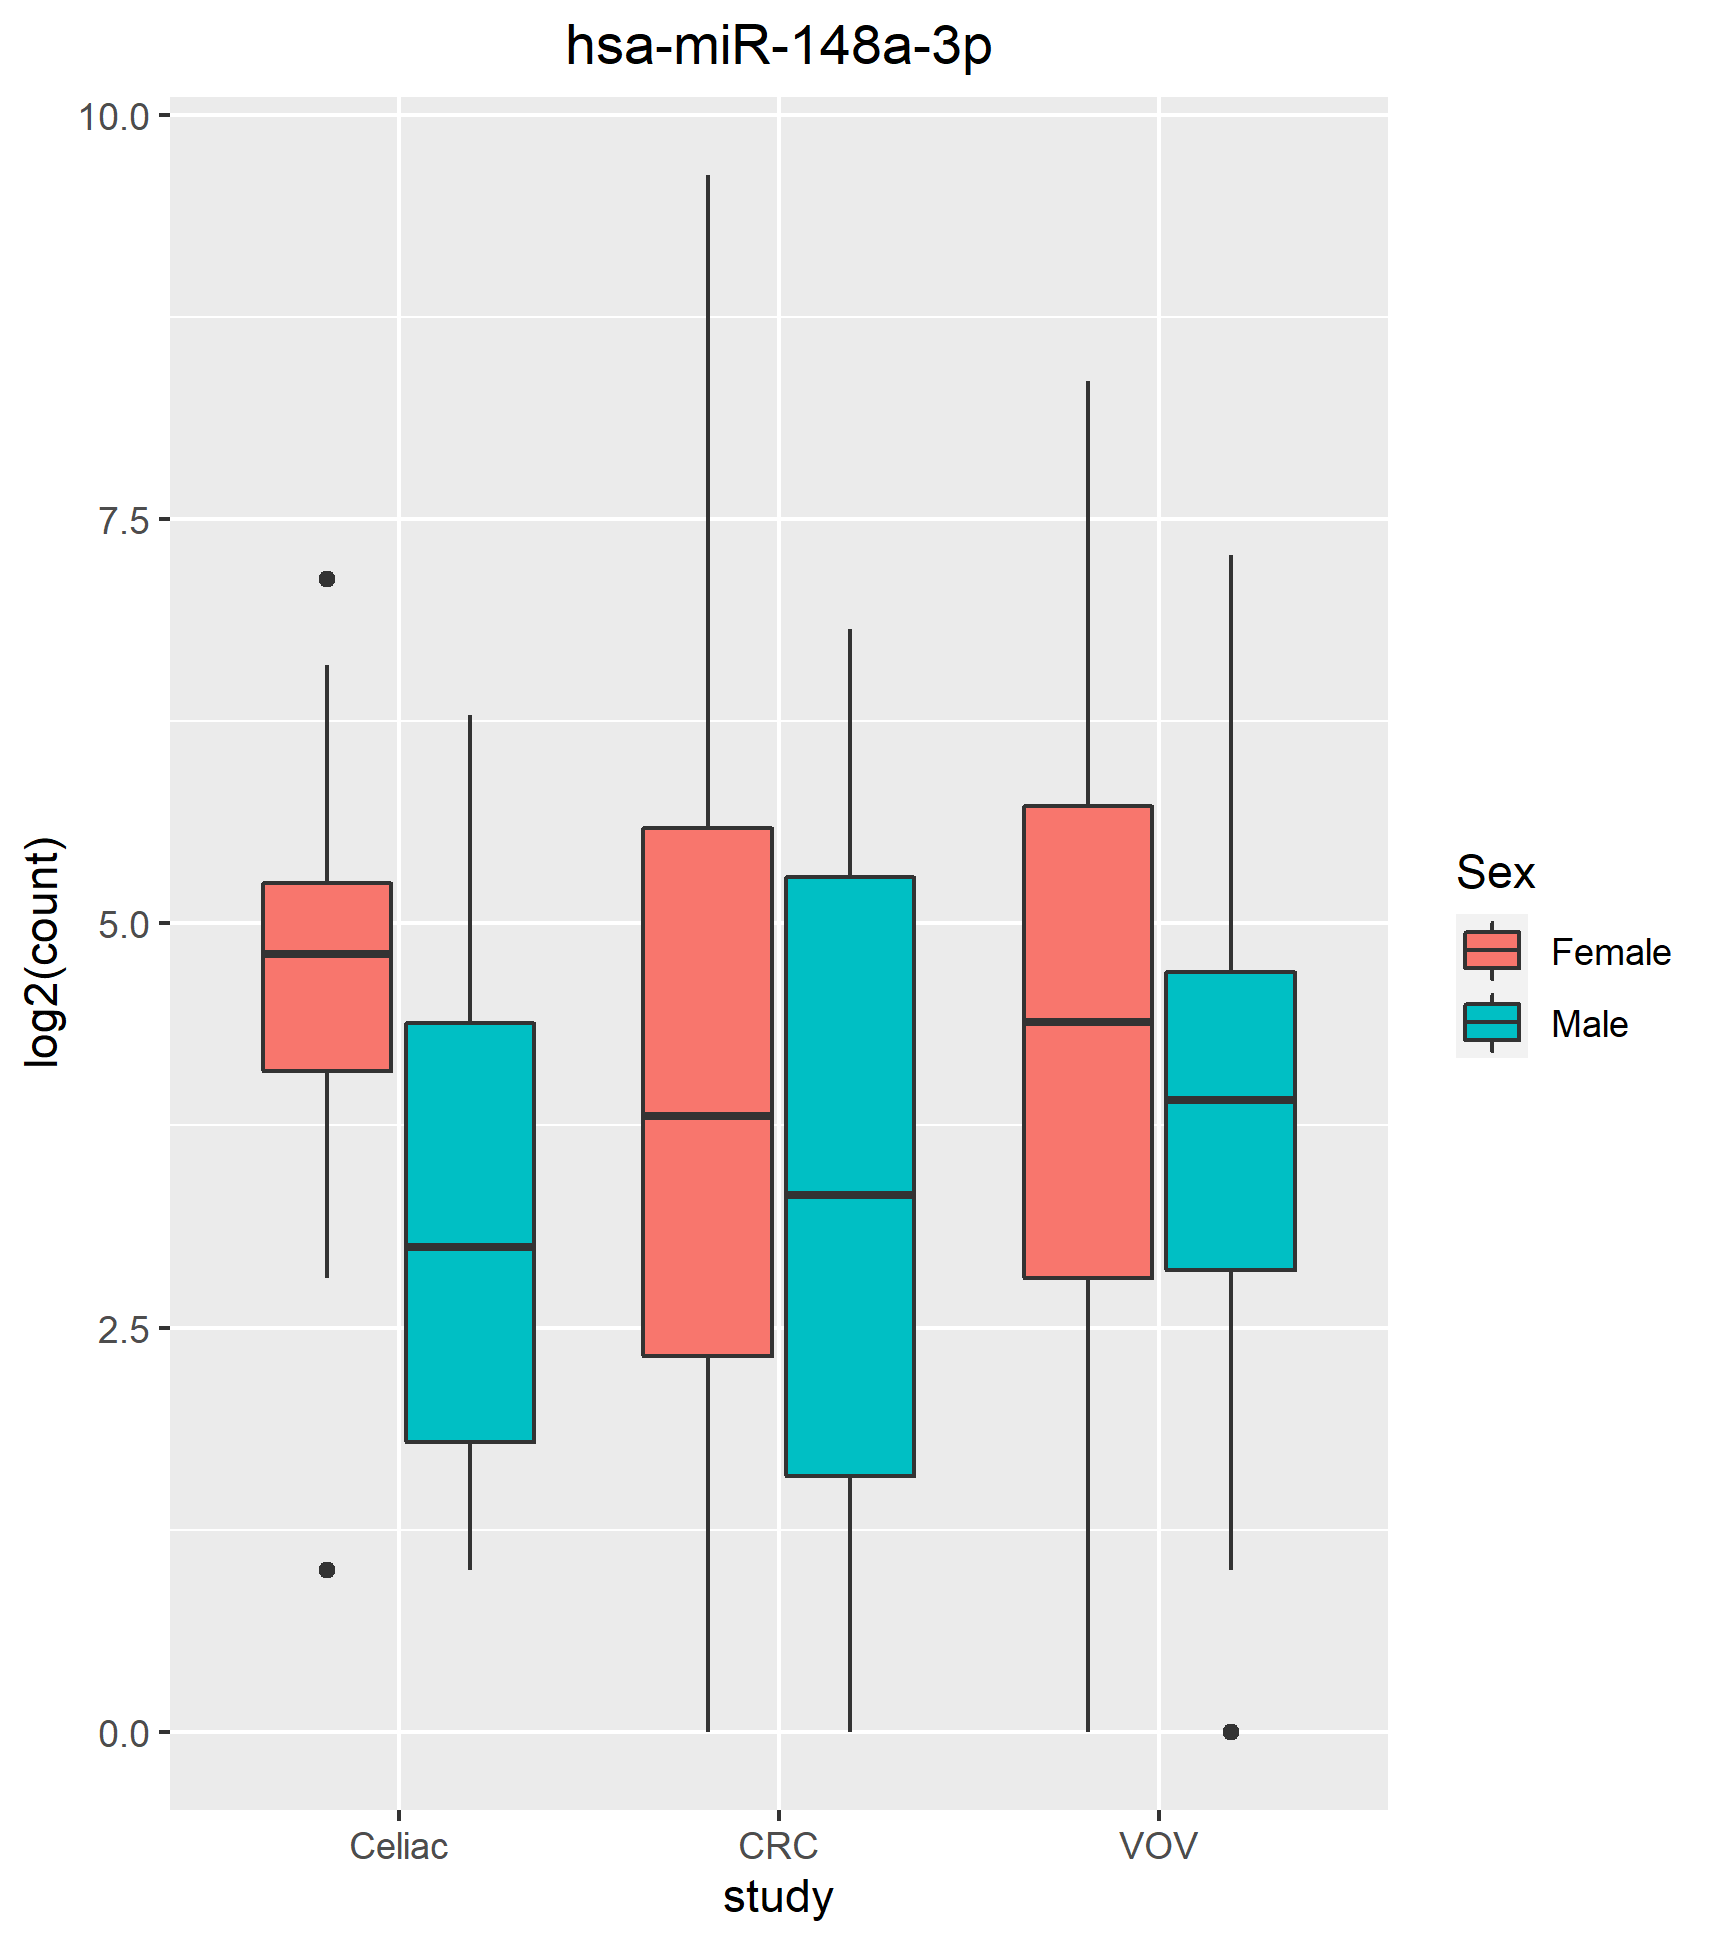 hsa-miR-148a-3p
10.0
7.5
5.0
2.5
0.0
log2(count)
Celiac CRC VOV
study
Sex
Female
Male